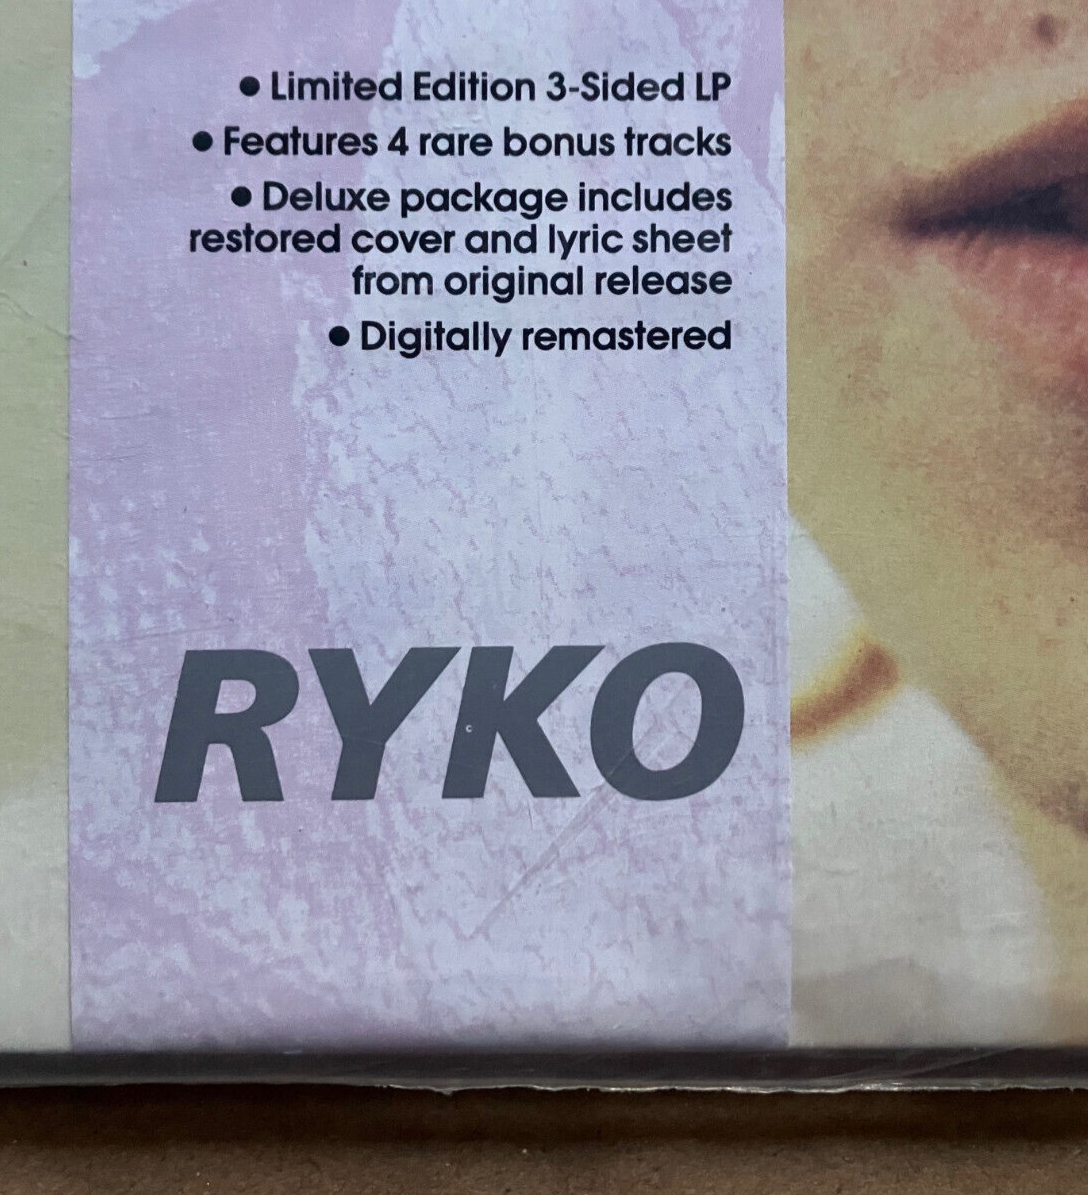 ● Limited Edition 3-Sided LP
● Features 4 rare bonus tracks
● Deluxe package includes
restored cover and lyric sheet
from original release
● Digitally remastered
RYKO